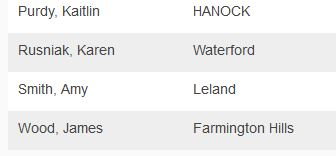 Purdy, Kaitlin HANOCK
Rusniak, Karen Waterford
Smith, Amy Leland
Wood, James Farmington Hills